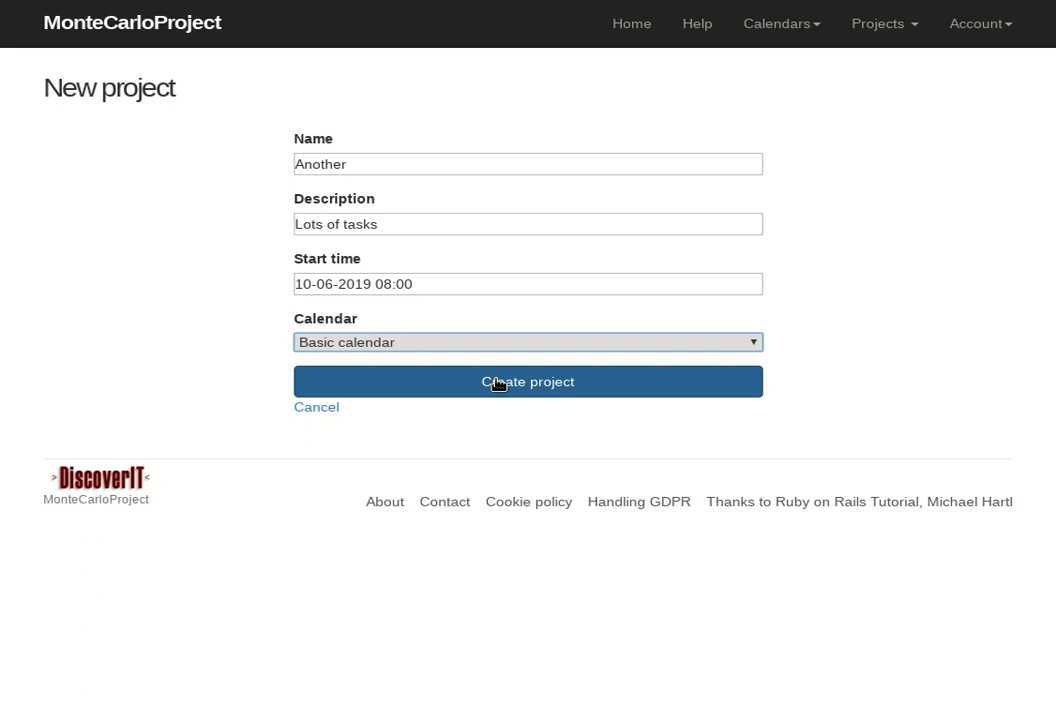 MonteCarloProject
Home Help Calendars Projects Account
New project
Name
Another
Description
Lots of tasks
Start time
10-06-2019 08:00
Calendar
Basic calendar
Create project
Cancel
>DiscoverIT<
MonteCarloProject
About Contact Cookie policy Handling GDPR Thanks to Ruby on Rails Tutorial, Michael Hartl